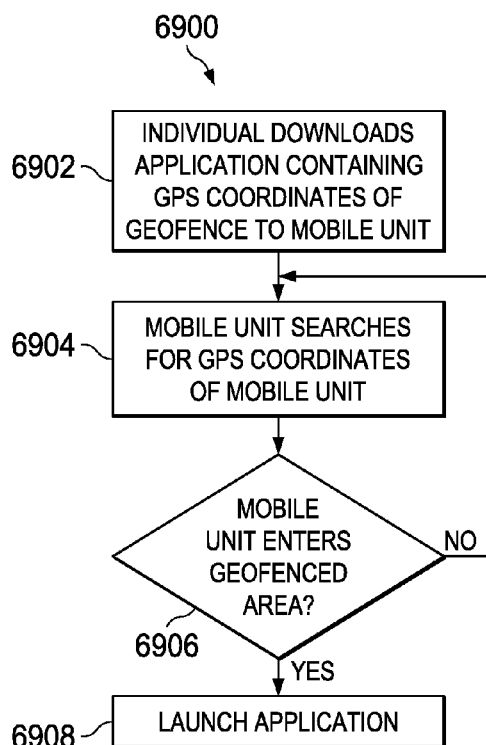 6900
6902
INDIVIDUAL DOWNLOADS
APPLICATION CONTAINING
GPS COORDINATES OF
GEOFENCE TO MOBILE UNIT
6904
MOBILE UNIT SEARCHES
FOR GPS COORDINATES
OF MOBILE UNIT
MOBILE
UNIT ENTERS
GEOFENCED
AREA?
NO
6906
YES
6908
LAUNCH APPLICATION